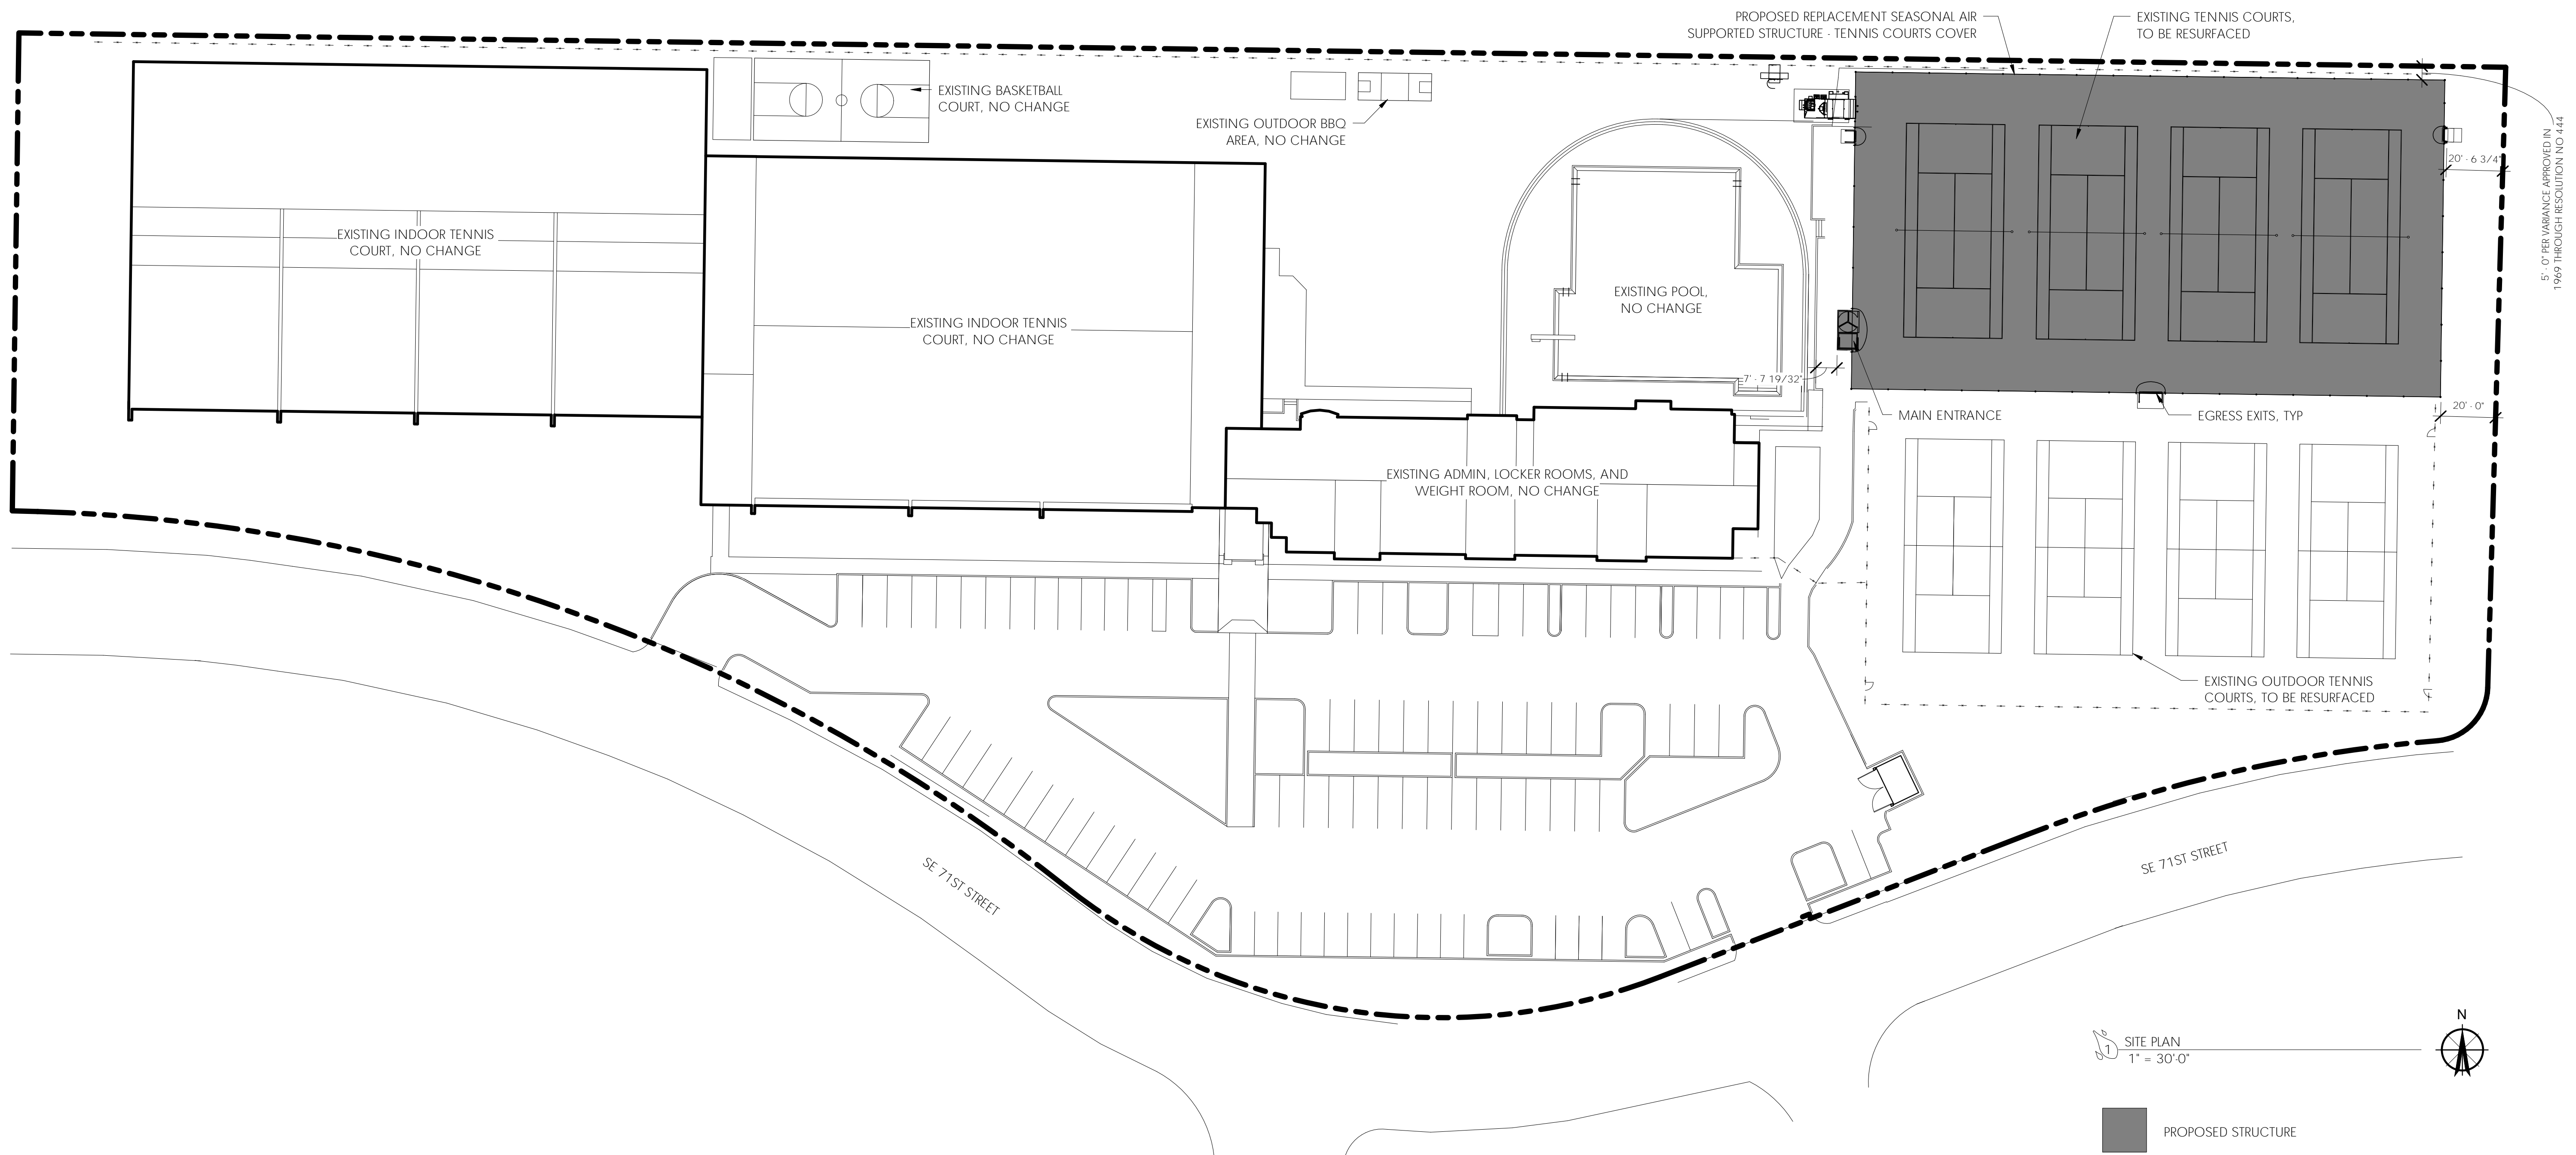 PROPOSED REPLACEMENT SEASONAL AIR
SUPPORTED STRUCTURE - TENNIS COURTS COVER
EXISTING TENNIS COURTS,
TO BE RESURFACED
EXISTING BASKETBALL
COURT, NO CHANGE
EXISTING OUTDOOR BBQ
AREA, NO CHANGE
20' - 6 3/4"
5' - 0" PER VARIANCE APPROVED IN
1969 THROUGH RESOLUTION NO 444
EXISTING INDOOR TENNIS
COURT, NO CHANGE
EXISTING INDOOR TENNIS
COURT, NO CHANGE
EXISTING POOL,
NO CHANGE
7' - 7 19/32"
MAIN ENTRANCE
EGRESS EXITS, TYP
20' - 0"
EXISTING ADMIN, LOCKER ROOMS, AND
WEIGHT ROOM, NO CHANGE
EXISTING OUTDOOR TENNIS
COURTS, TO BE RESURFACED
SE 71ST STREET
SE 71ST STREET
N
1
SITE PLAN
1" = 30'-0"
PROPOSED STRUCTURE